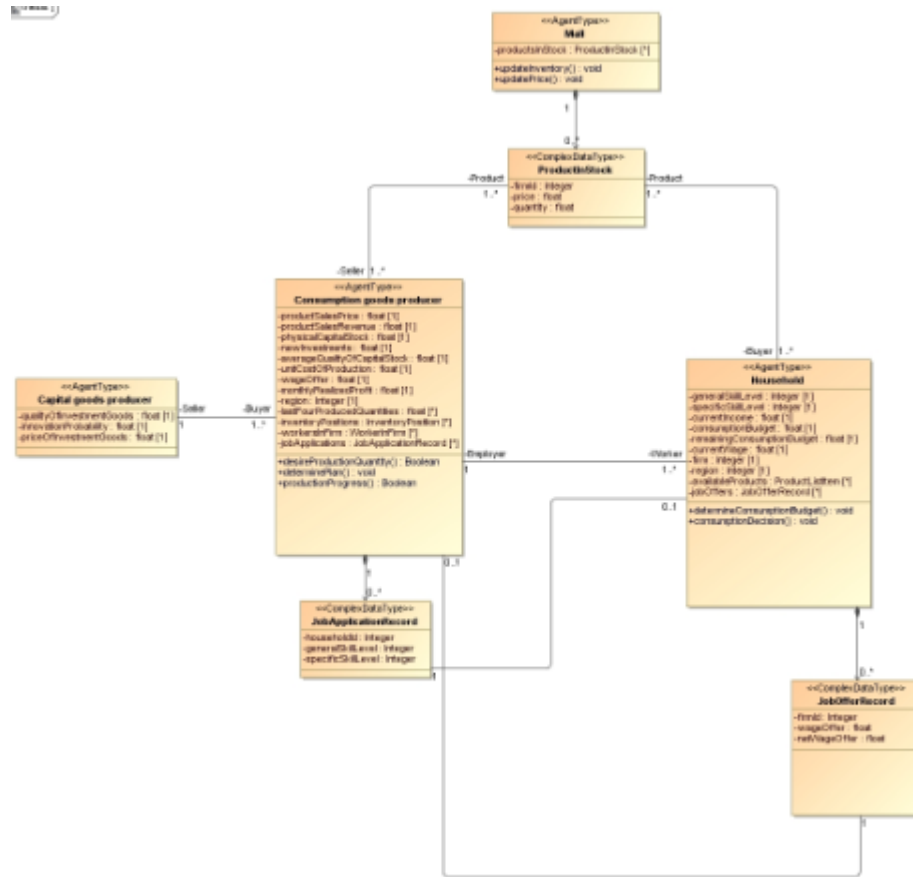 <<AgentType>>
Mall
-productsInStock : ProductInStock [*]
+updateInventory() : void
+updatePrice() : void
1
0..*
<<ComplexDataType>>
ProductInStock
-firmId : Integer
-price : float
-quantity : float
-Product
1..*
-Product
1..*
-Seller 1..*
<<AgentType>>
Consumption goods producer
-productSalesPrice : float [1]
-productSalesRevenue : float [1]
-physicalCapitalStock : float [1]
-newInvestments : float [1]
-averageQualityOfCapitalStock : float [1]
-unitCostOfProduction : float [1]
-wageOffer : float [1]
-monthlyRealizedProfit : float [1]
-region : Integer [1]
-lastFourProducedQuantities : float [*]
-inventoryPositions : InventoryPosition [*]
-workersInFirm : WorkerInFirm [*]
-jobApplications : JobApplicationRecord [*]
+desireProductionQuantity() : Boolean
+determinePlan() : void
+productionProgress() : Boolean
<<AgentType>>
Capital goods producer
-qualityOfInvestmentGoods : float [1]
-innovationProbability : float [1]
-priceOfInvestmentGoods : float [1]
-Seller
1
-Buyer
1..*
-Buyer 1..*
<<AgentType>>
Household
-generalSkillLevel : Integer [1]
-specificSkillLevel : Integer [1]
-currentIncome : float [1]
-consumptionBudget : float [1]
-remainingConsumptionBudget : float [1]
-currentWage : float [1]
-firm : Integer [1]
-region : Integer [1]
-availableProducts : ProductListItem [*]
-jobOffers : JobOfferRecord [*]
+determineConsumptionBudget() : void
+consumptionDecision() : void
-Employer
1
-Worker
1..*
0..1
0..1
1
0..*
<<ComplexDataType>>
JobApplicationRecord
-householdId : Integer
-generalSkillLevel : Integer
-specificSkillLevel : Integer
1
1
0..*
<<ComplexDataType>>
JobOfferRecord
-firmId : Integer
-wageOffer : float
-netWageOffer : float
1